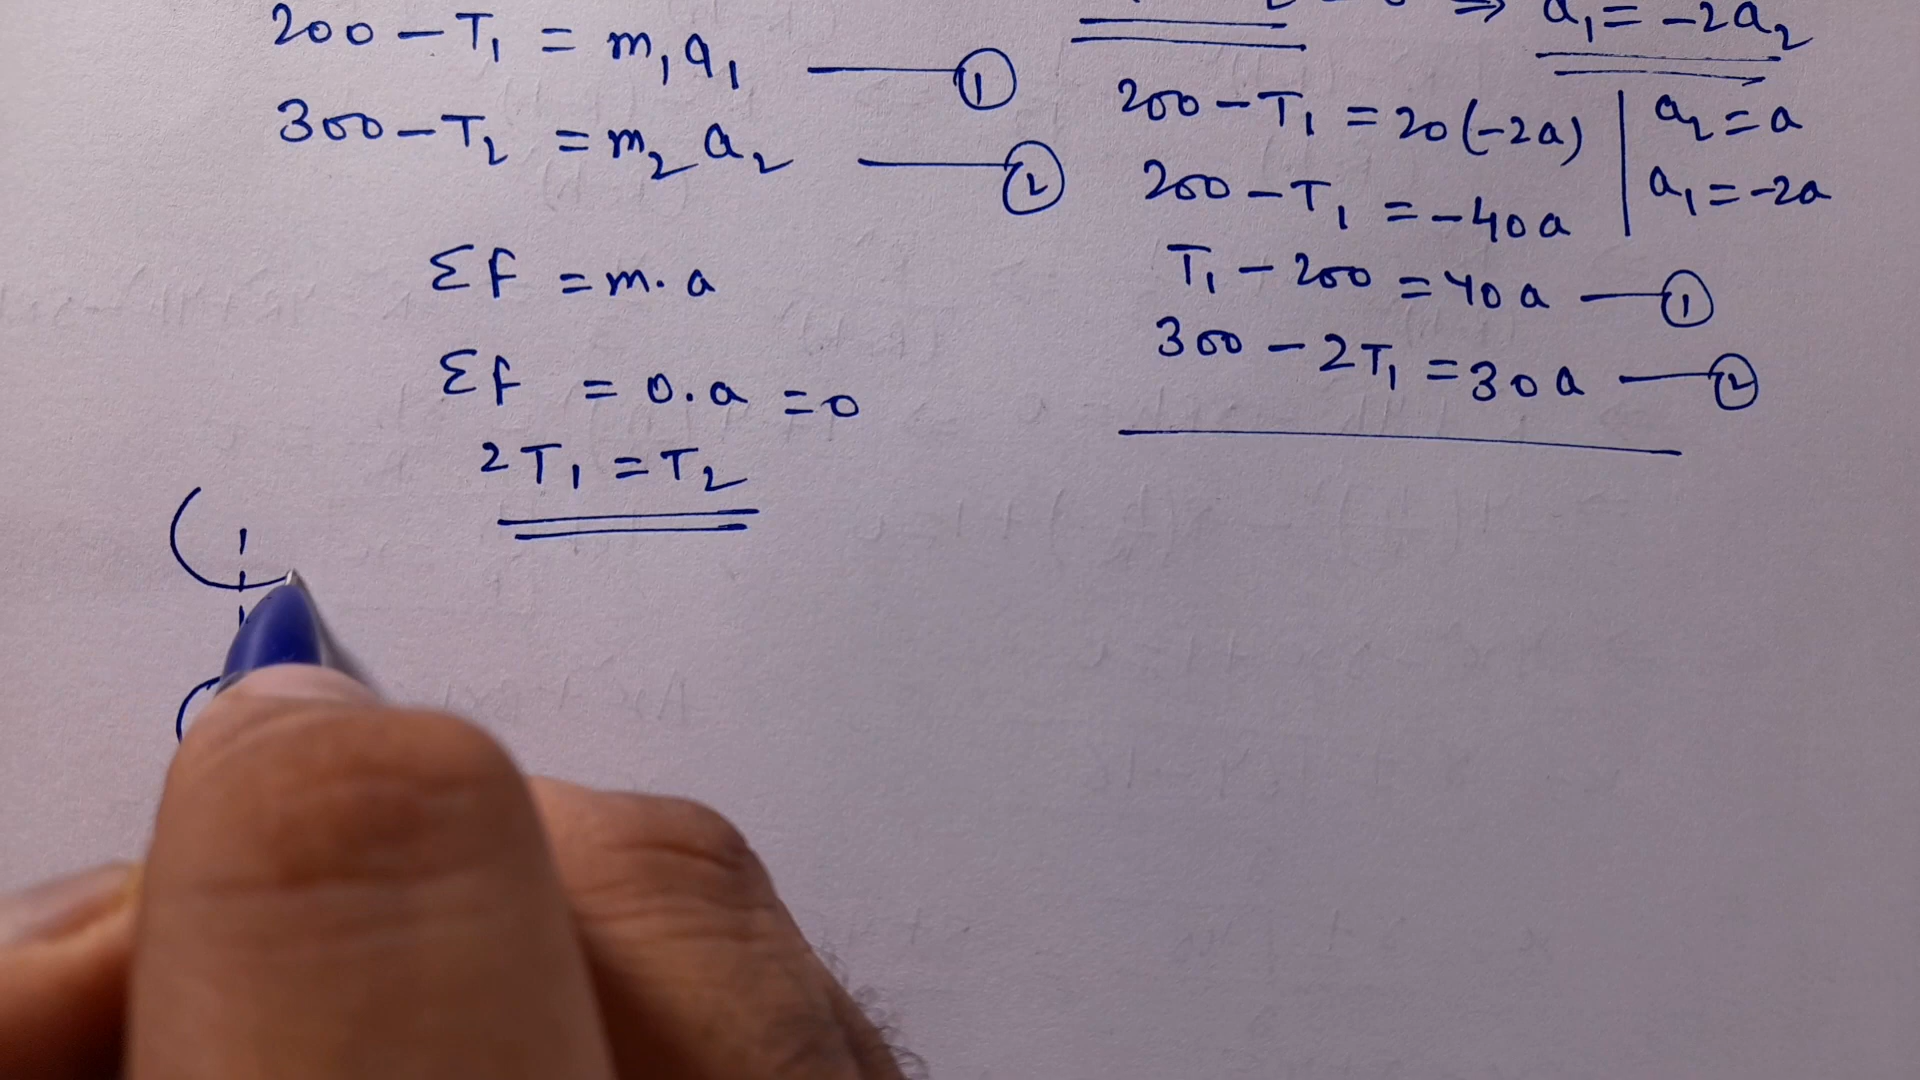 200 - T₁ = m₁a₁ —— ①
300 - T₂ = m₂a₂ —— ②
Σf = m.a
Σf = 0.a = 0
2T₁ = T₂
⇒ a₁ = -2a₂
200 - T₁ = 20(-2a) | a₂ = a
200 - T₁ = -40a | a₁ = -2a
T₁ - 200 = 40a —— ①
300 - 2T₁ = 30a —— ②